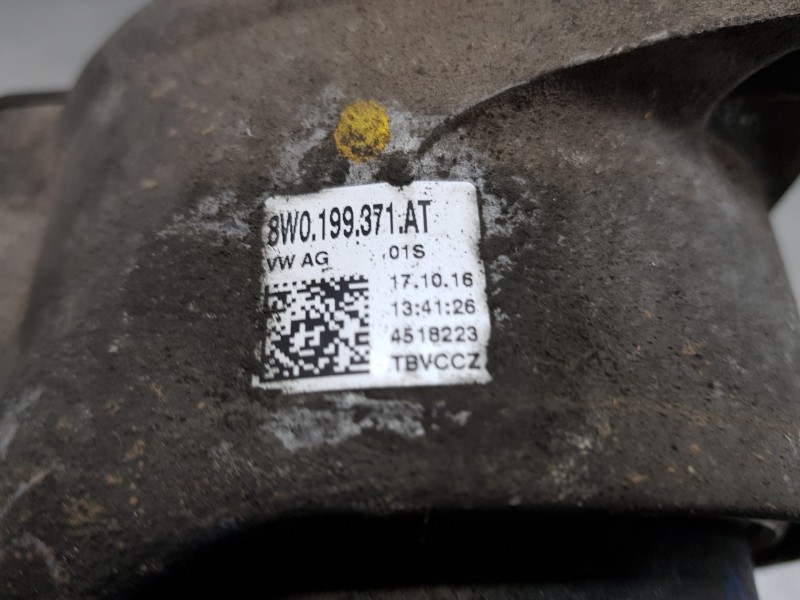 8W0.199.371.AT
VW AG 01S
17.10.16
13:41:26
4518223
TBVCCZ